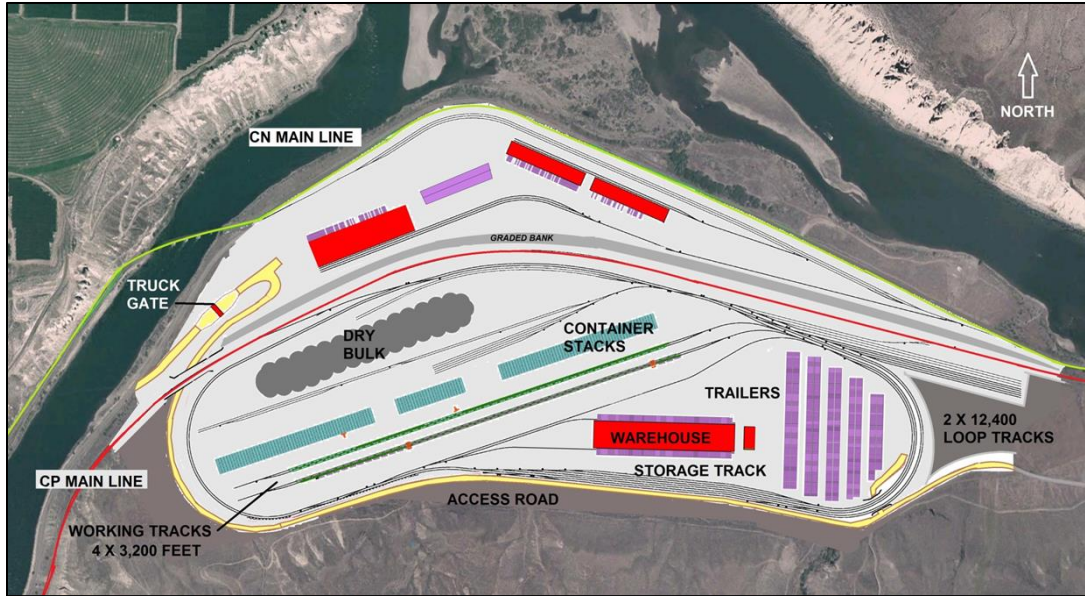 NORTH
CN MAIN LINE
GRADED BANK
TRUCK
GATE
DRY
BULK
CONTAINER
STACKS
TRAILERS
2 X 12,400
LOOP TRACKS
WAREHOUSE
STORAGE TRACK
CP MAIN LINE
ACCESS ROAD
WORKING TRACKS
4 X 3,200 FEET